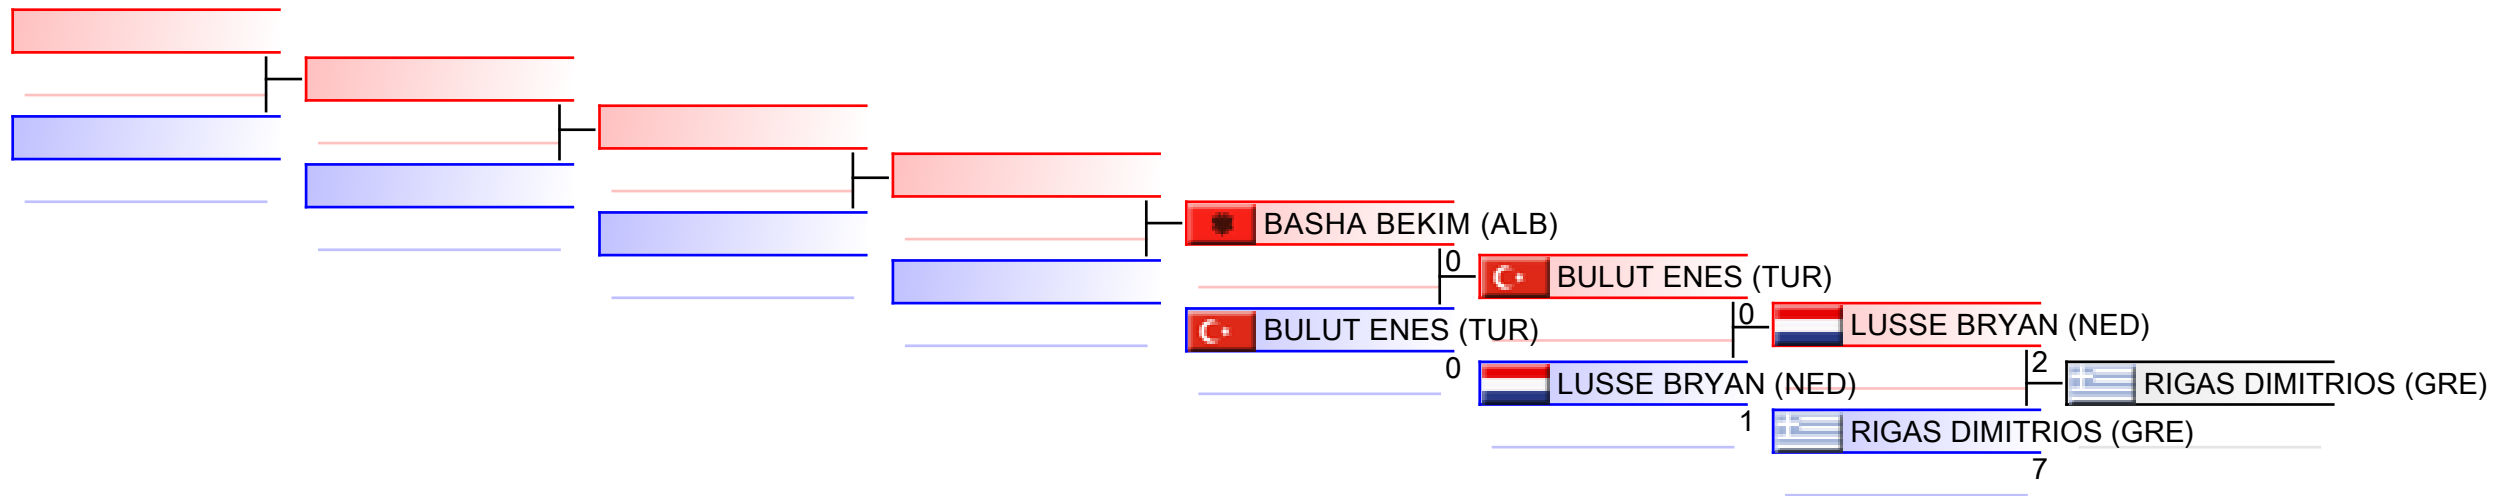 BASHA BEKIM (ALB)
0
BULUT ENES (TUR)
0
BULUT ENES (TUR)
0
LUSSE BRYAN (NED)
1
LUSSE BRYAN (NED)
2
RIGAS DIMITRIOS (GRE)
7
RIGAS DIMITRIOS (GRE)